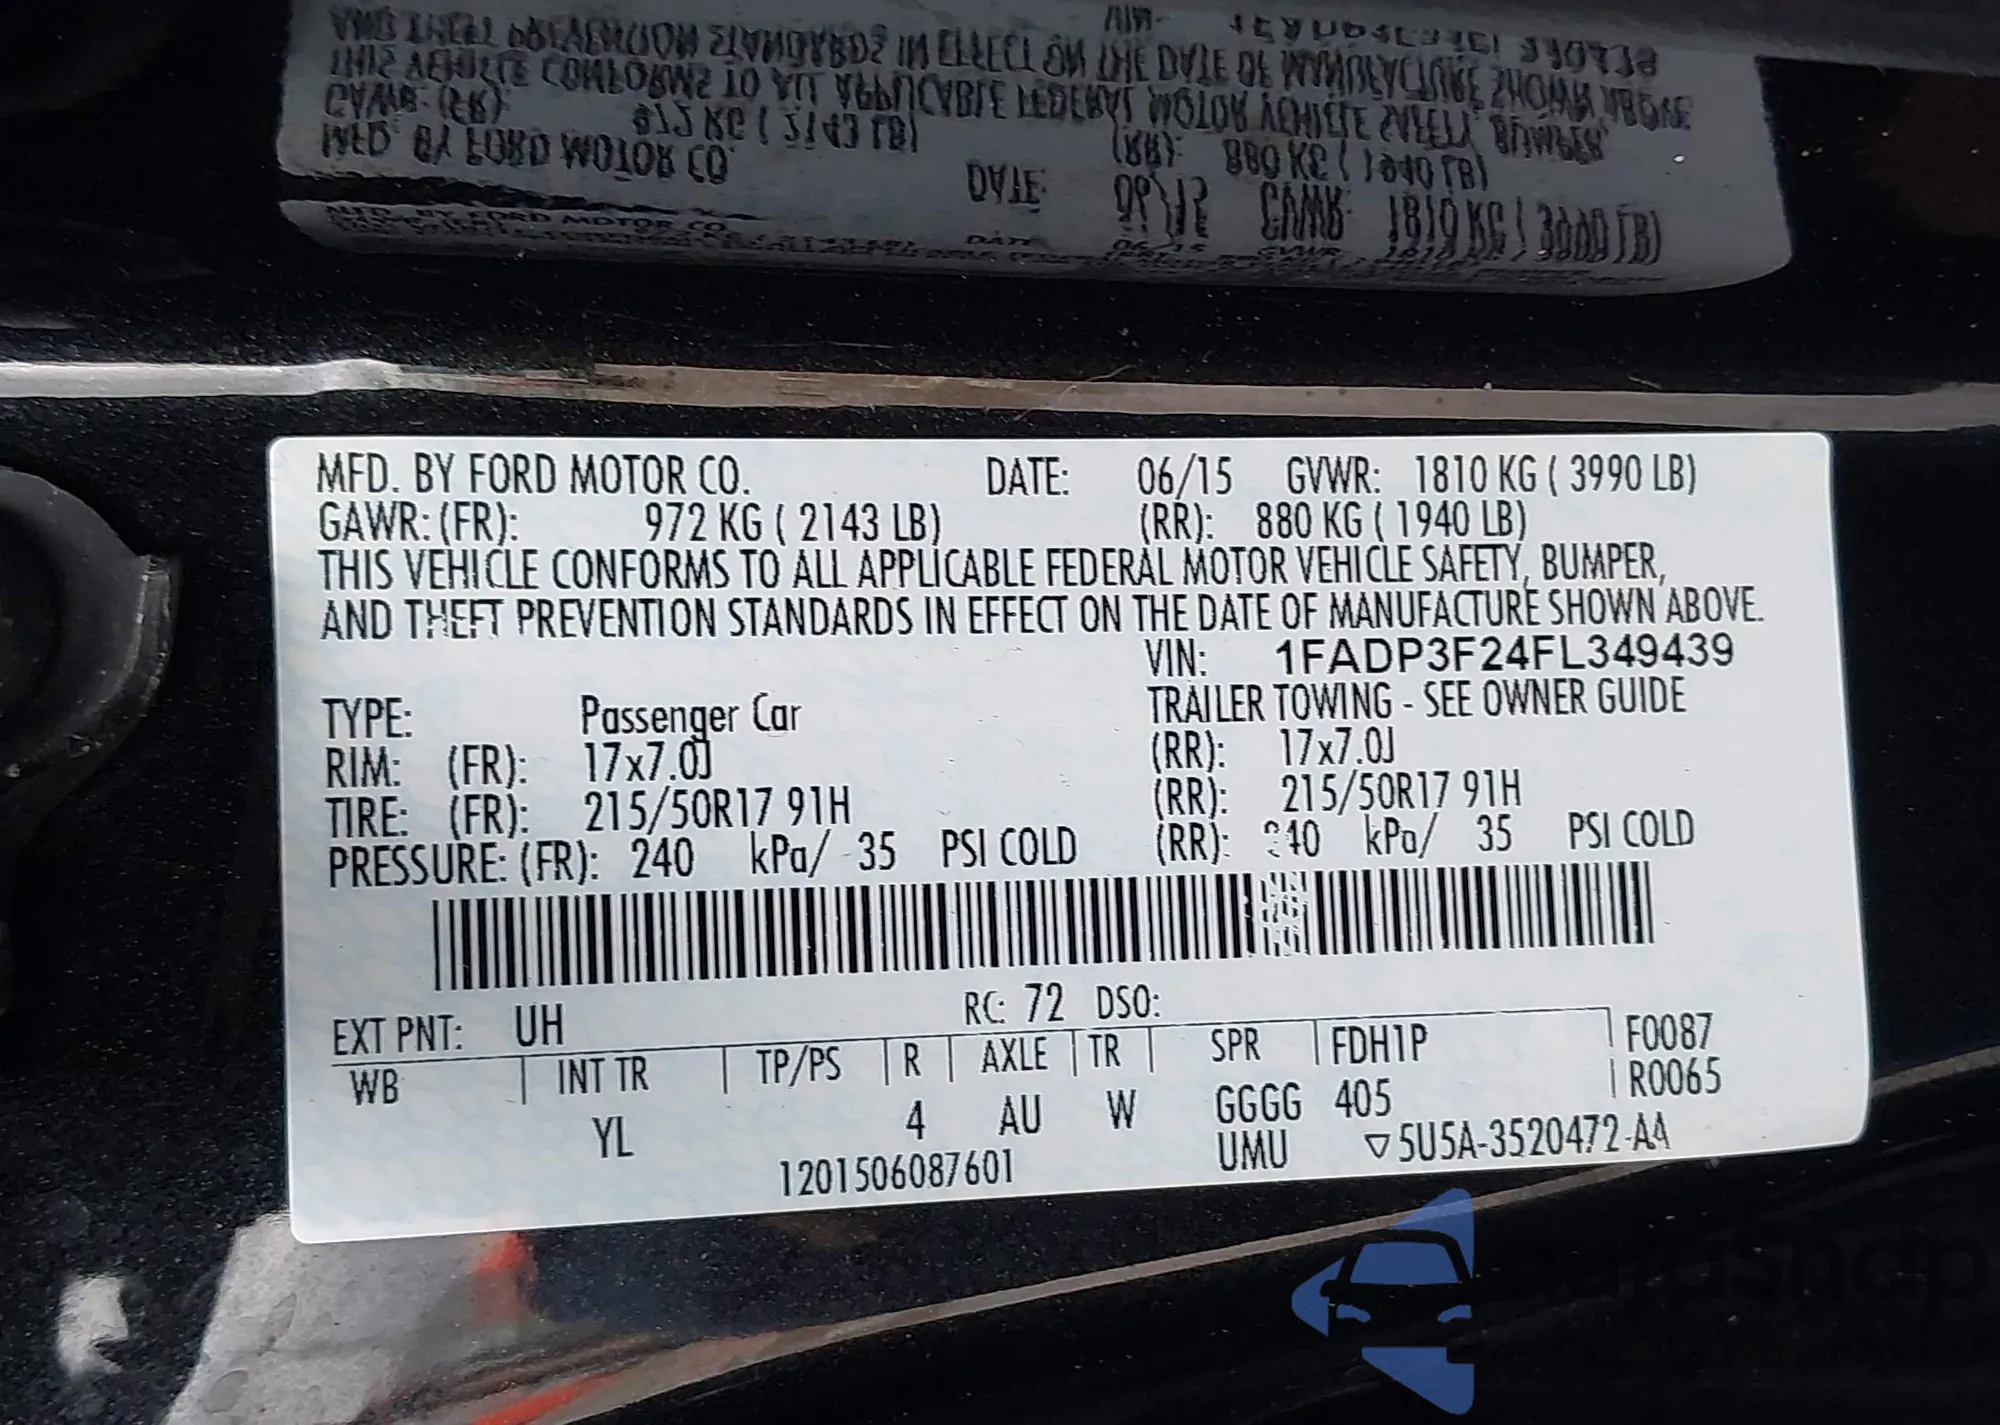 MFD. BY FORD MOTOR CO. DATE: 06/15 GVWR: 1810 KG ( 3990 LB)
GAWR: (FR): 972 KG ( 2143 LB) (RR): 880 KG ( 1940 LB)
THIS VEHICLE CONFORMS TO ALL APPLICABLE FEDERAL MOTOR VEHICLE SAFETY, BUMPER,
AND THEFT PREVENTION STANDARDS IN EFFECT ON THE DATE OF MANUFACTURE SHOWN ABOVE.
VIN: 1FADP3F24FL349439
TYPE: Passenger Car TRAILER TOWING - SEE OWNER GUIDE
RIM: (FR): 17x7.0J (RR): 17x7.0J
TIRE: (FR): 215/50R17 91H (RR): 215/50R17 91H
PRESSURE: (FR): 240 kPa/ 35 PSI COLD (RR): 240 kPa/ 35 PSI COLD
EXT PNT: UH RC: 72 DSO: FDH1P F0087
WB INT TR TP/PS R AXLE TR SPR R0065
YL 4 AU W GGGG 405
1201506087601 UMU ▽5U5A-3520472-AA